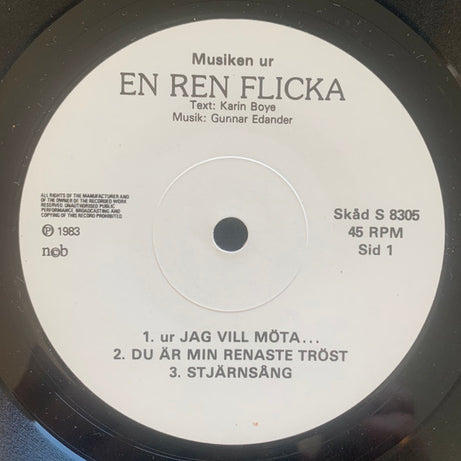 Musiken ur
EN REN FLICKA
Text: Karin Boye
Musik: Gunnar Edander
ALL RIGHTS OF THE MANUFACTURER AND
OF THE OWNER OF THE RECORDED WORK
RESERVED. UNAUTHORISED PUBLIC
PERFORMANCE, BROADCASTING AND
COPYING OF THIS RECORD PROHIBITED
Ⓟ 1983
ncb
Skåd S 8305
45 RPM
Sid 1
1. ur JAG VILL MÖTA...
2. DU ÄR MIN RENASTE TRÖST
3. STJÄRNSÅNG